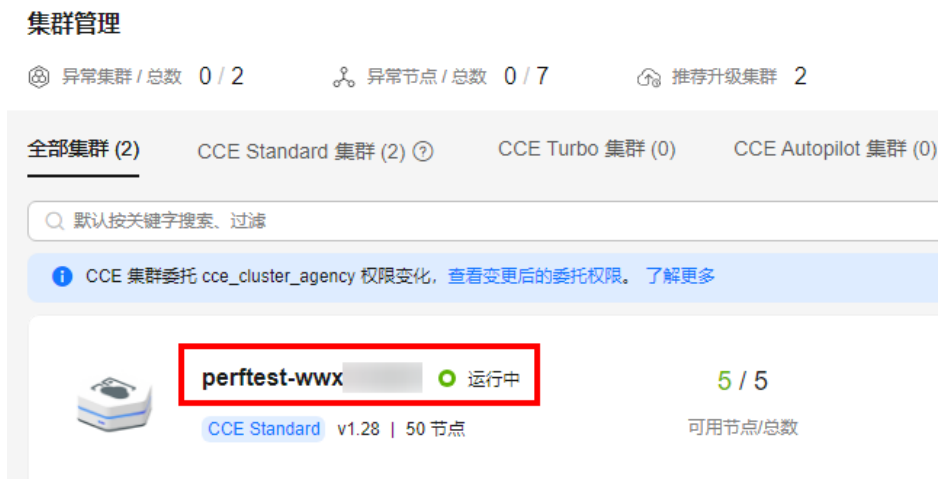 集群管理
异常集群 / 总数 0 / 2 异常节点 / 总数 0 / 7 推荐升级集群 2
全部集群 (2) CCE Standard 集群 (2) ? CCE Turbo 集群 (0) CCE Autopilot 集群 (0)
默认按关键字搜索、过滤
CCE 集群委托 cce_cluster_agency 权限变化，查看变更后的委托权限。 了解更多
perftest-wwx 运行中 5 / 5
CCE Standard v1.28 | 50 节点 可用节点/总数